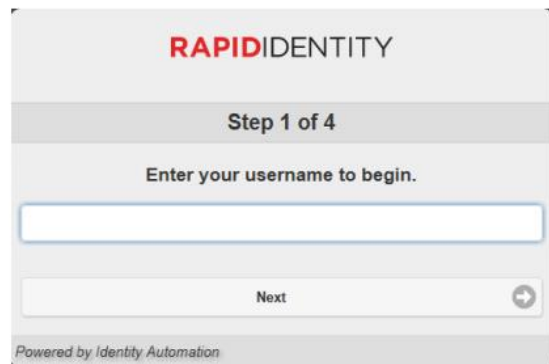 RAPIDIDENTITY
Step 1 of 4
Enter your username to begin.
Next
Powered by Identity Automation